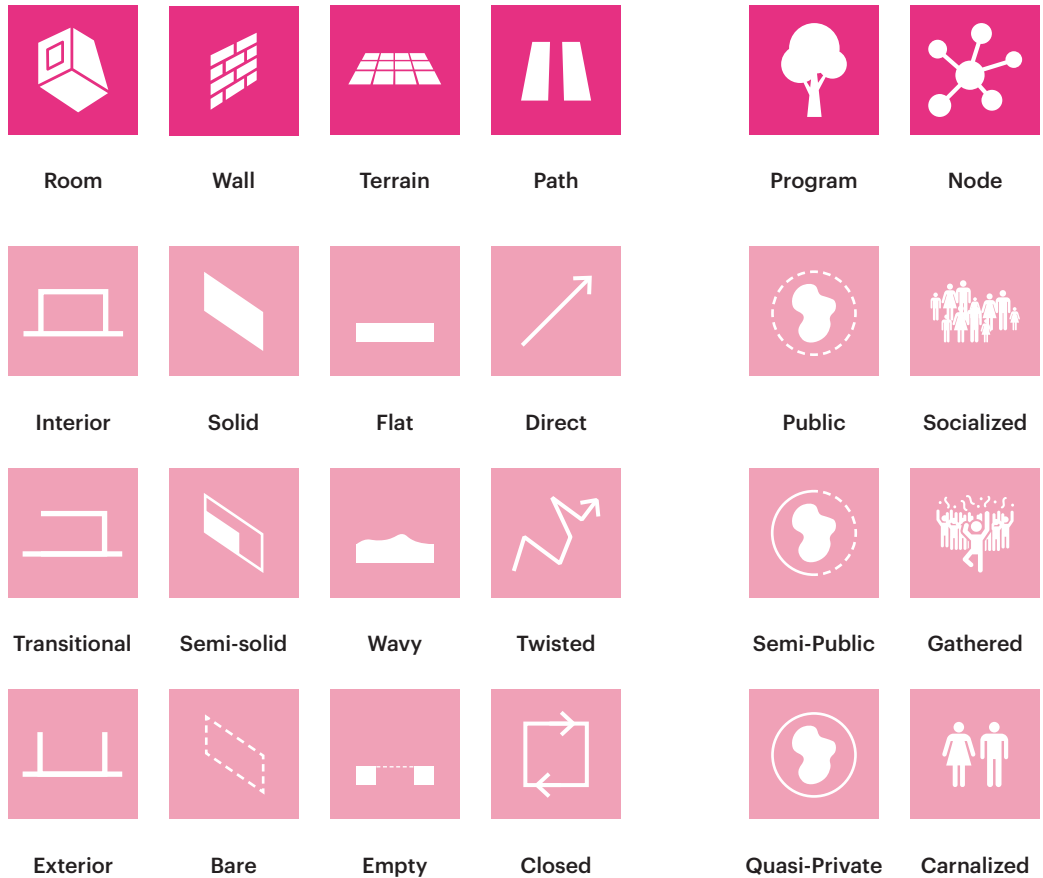 Room Wall Terrain Path Program Node
Interior Solid Flat Direct Public Socialized
Transitional Semi-solid Wavy Twisted Semi-Public Gathered
Exterior Bare Empty Closed Quasi-Private Carnalized